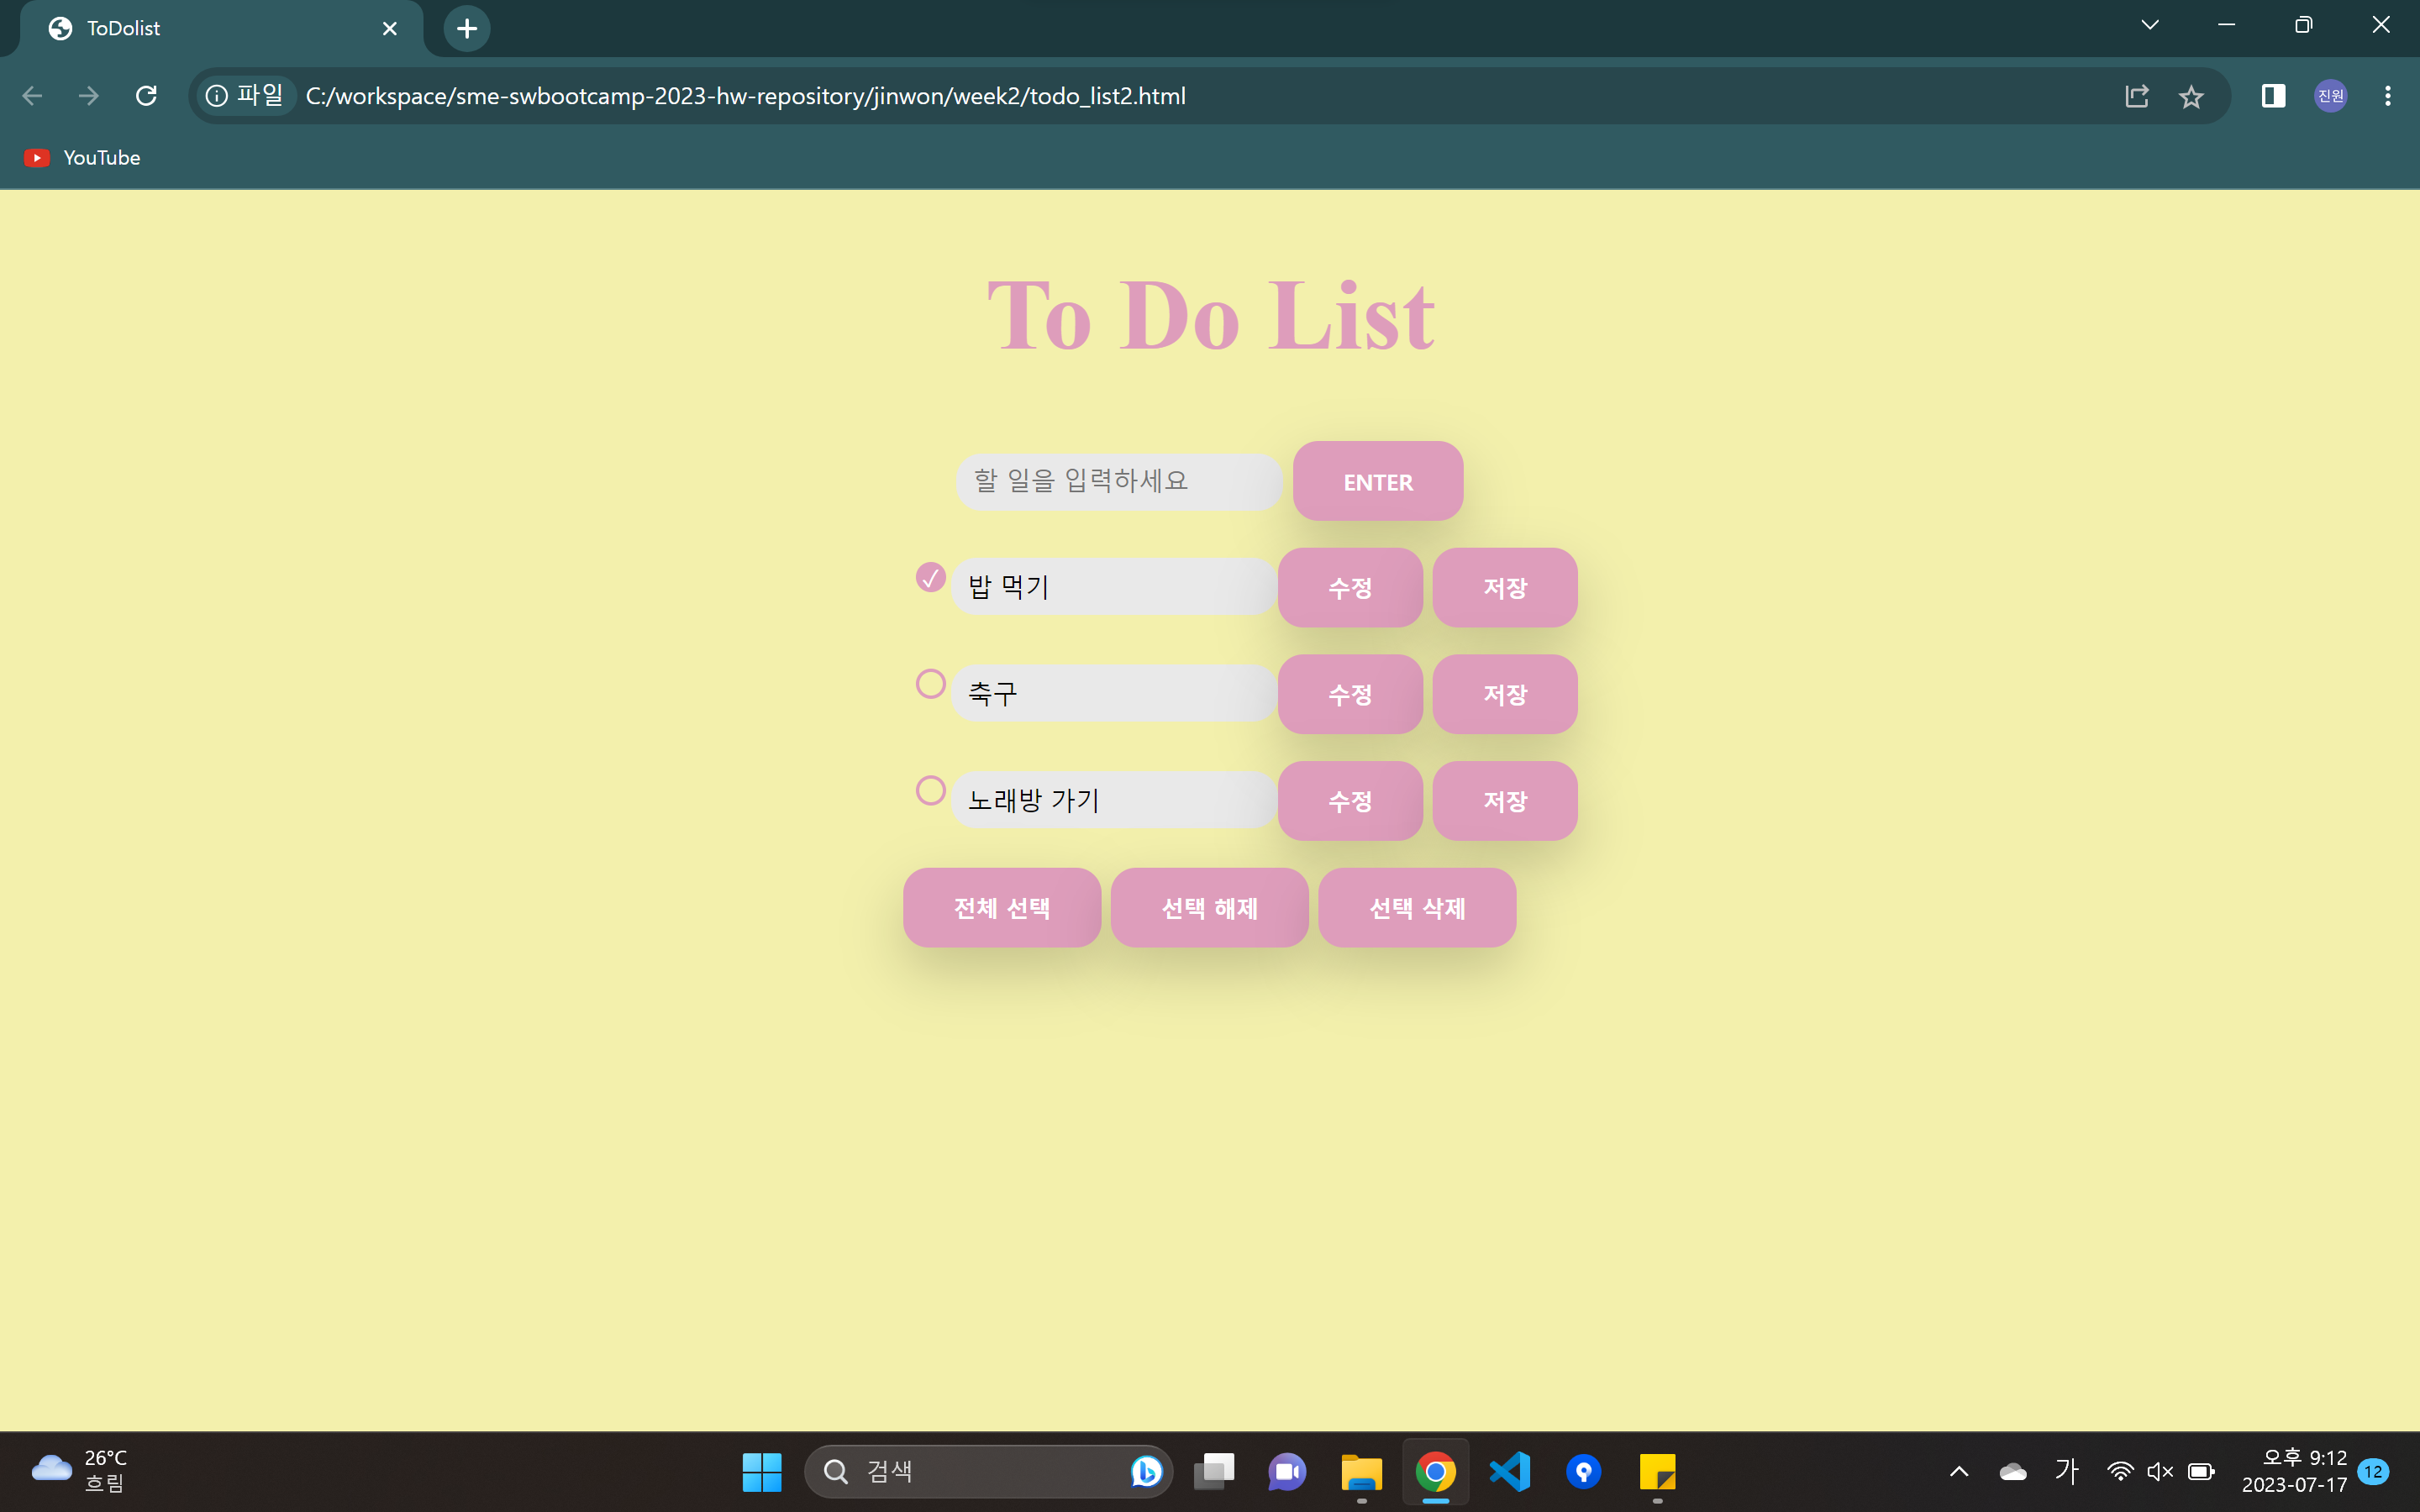 ToDolist
파일 C:/workspace/sme-swbootcamp-2023-hw-repository/jinwon/week2/todo_list2.html
진원
YouTube
To Do List
할 일을 입력하세요 ENTER
밥 먹기 수정 저장
축구 수정 저장
노래방 가기 수정 저장
전체 선택 선택 해제 선택 삭제
26°C
흐림
검색
가
오후 9:12
2023-07-17
12